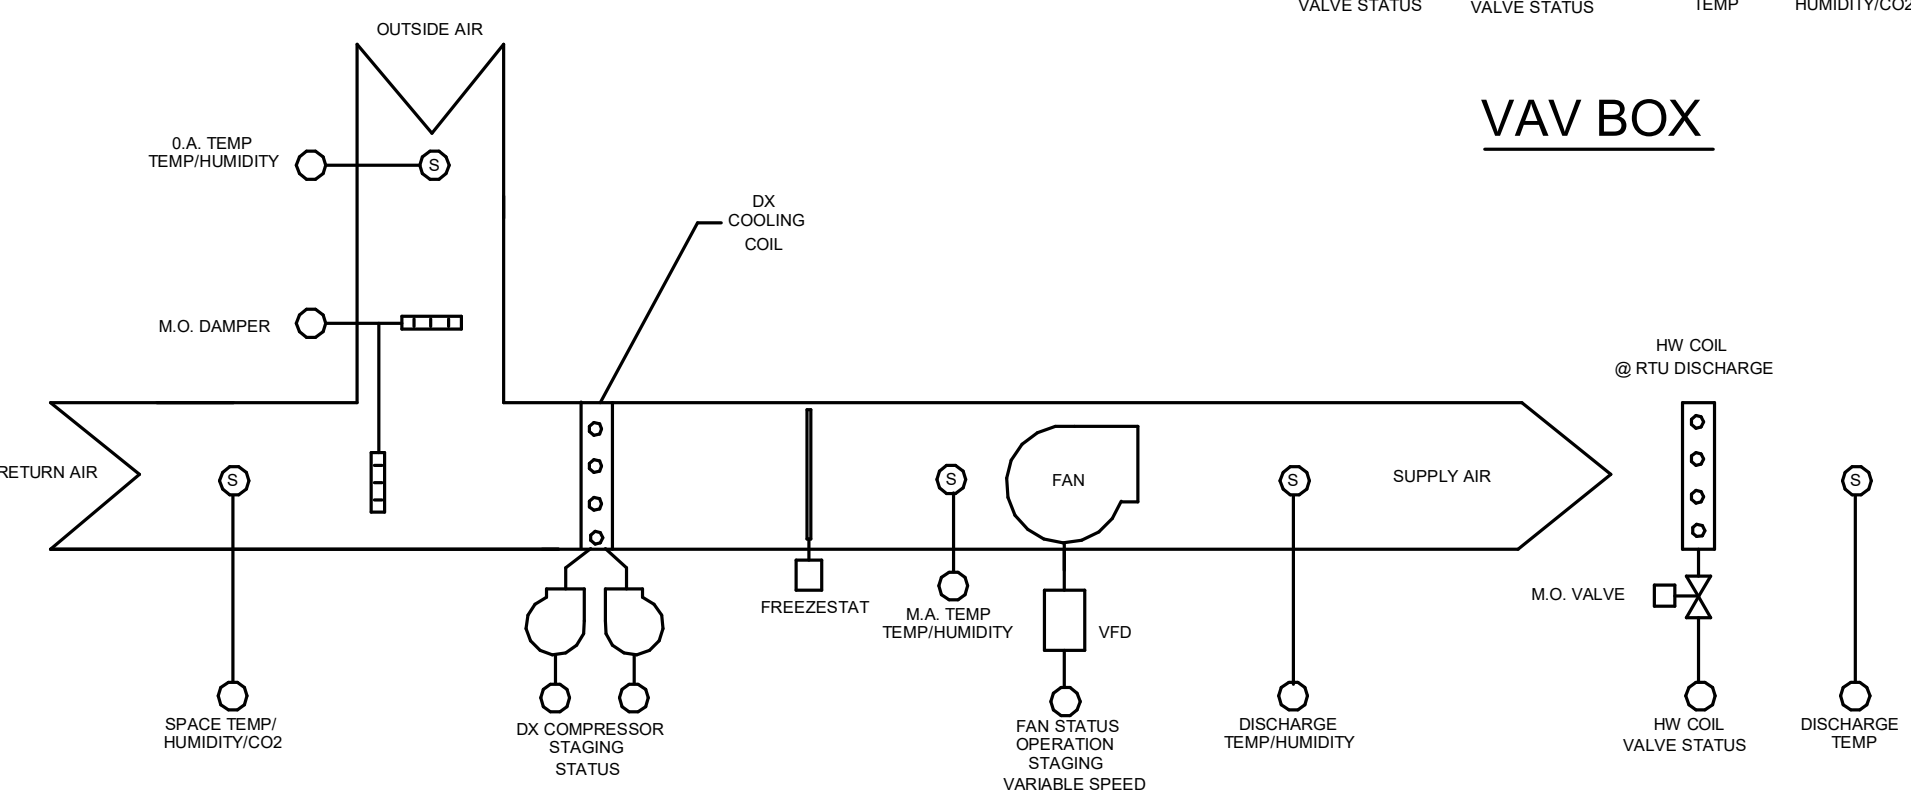 VALVE STATUS
VALVE STATUS
TEMP
HUMIDITY/CO2
OUTSIDE AIR
VAV BOX
0.A. TEMP
TEMP/HUMIDITY
S
DX
COOLING
COIL
M.O. DAMPER
HW COIL
@ RTU DISCHARGE
RETURN AIR
S
S
FAN
S
SUPPLY AIR
S
FREEZESTAT
M.A. TEMP
TEMP/HUMIDITY
VFD
M.O. VALVE
SPACE TEMP/
HUMIDITY/CO2
DX COMPRESSOR
STAGING
STATUS
FAN STATUS
OPERATION
STAGING
VARIABLE SPEED
DISCHARGE
TEMP/HUMIDITY
HW COIL
VALVE STATUS
DISCHARGE
TEMP